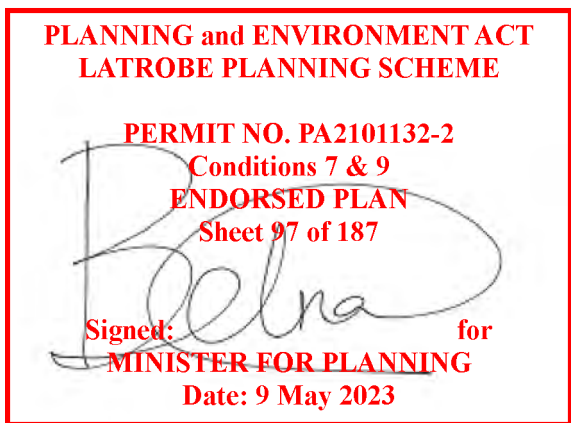 PLANNING and ENVIRONMENT ACT
LATROBE PLANNING SCHEME
PERMIT NO. PA2101132-2
Conditions 7 & 9
ENDORSED PLAN
Sheet 97 of 187
Signed: for
MINISTER FOR PLANNING
Date: 9 May 2023